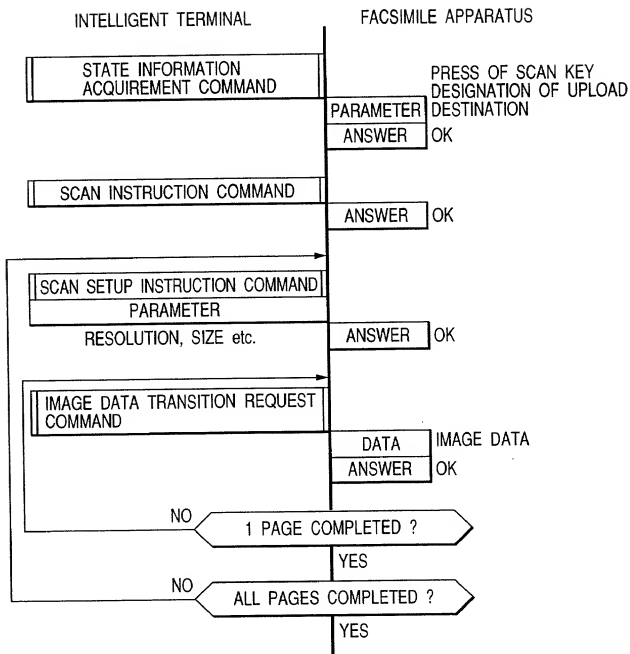 INTELLIGENT TERMINAL
FACSIMILE APPARATUS
STATE INFORMATION
ACQUIREMENT COMMAND
PRESS OF SCAN KEY
DESIGNATION OF UPLOAD
DESTINATION
PARAMETER
ANSWER
OK
SCAN INSTRUCTION COMMAND
ANSWER
OK
SCAN SETUP INSTRUCTION COMMAND
PARAMETER
RESOLUTION, SIZE etc.
ANSWER
OK
IMAGE DATA TRANSITION REQUEST
COMMAND
DATA
IMAGE DATA
ANSWER
OK
NO
1 PAGE COMPLETED ?
YES
NO
ALL PAGES COMPLETED ?
YES